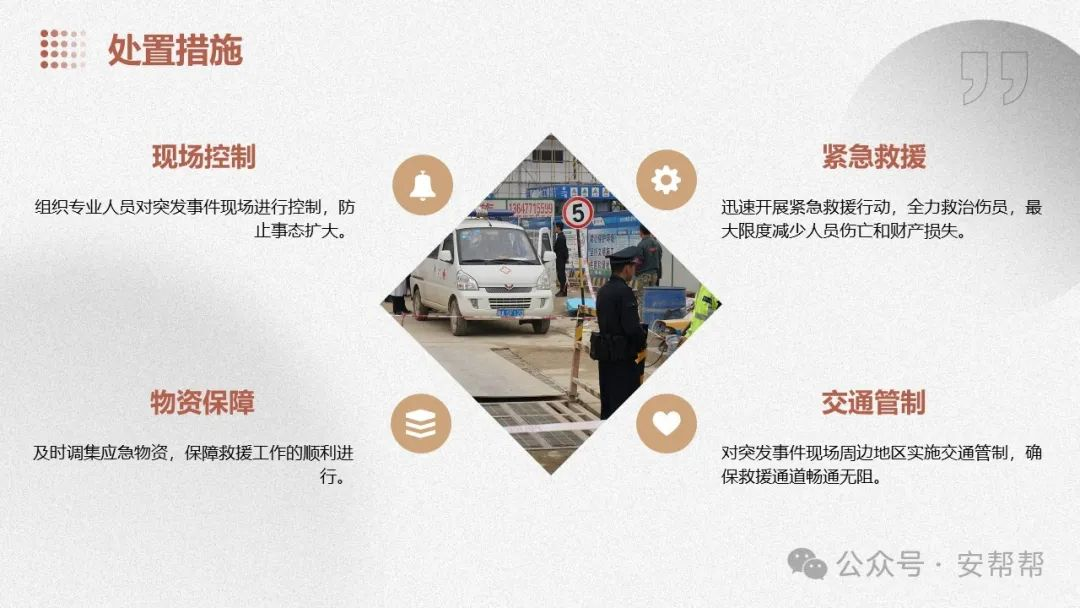 处置措施
现场控制
组织专业人员对突发事件现场进行控制，防
止事态扩大。
紧急救援
迅速开展紧急救援行动，全力救治伤员，最
大限度减少人员伤亡和财产损失。
13647715599
5
物资保障
及时调集应急物资，保障救援工作的顺利进
行。
交通管制
对突发事件现场周边地区实施交通管制，确
保救援通道畅通无阻。
公众号·安帮帮